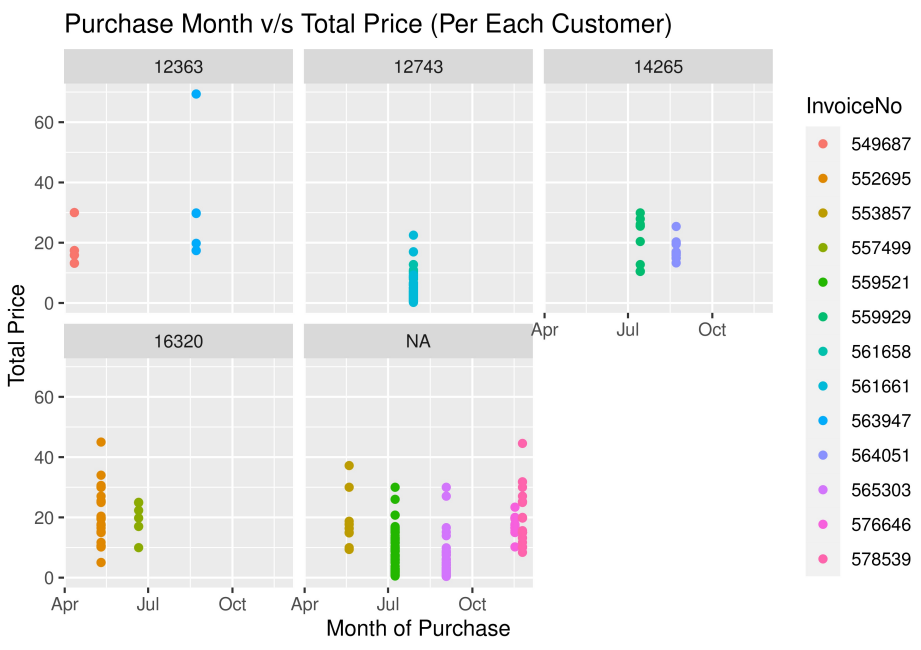 Purchase Month v/s Total Price (Per Each Customer)
12363
12743
14265
60
40
20
0
Apr
Jul
Oct
16320
NA
60
40
20
0
Apr
Jul
Oct
Apr
Jul
Oct
Month of Purchase
Total Price
InvoiceNo
549687
552695
553857
557499
559521
559929
561658
561661
563947
564051
565303
576646
578539